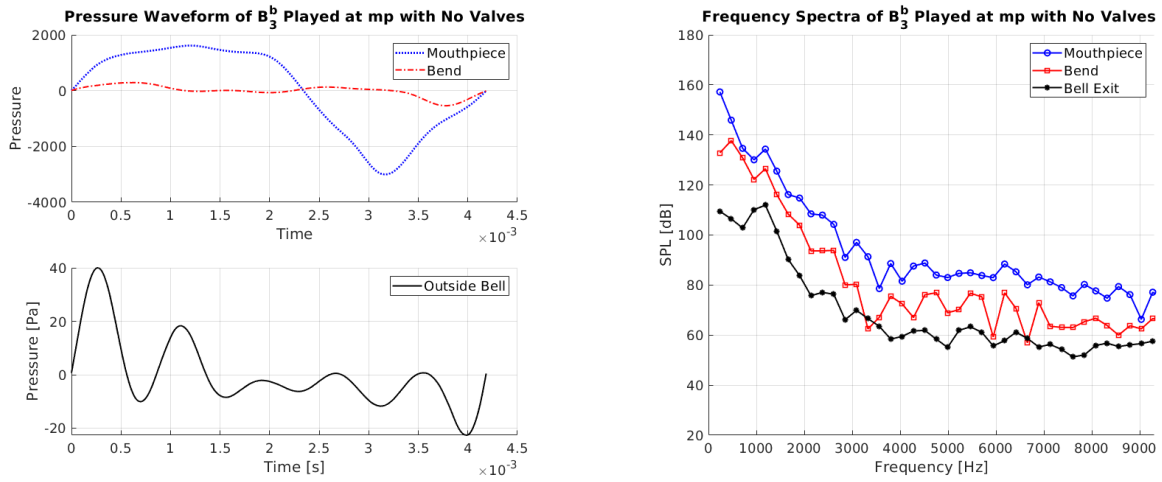 Pressure Waveform of B₃ᵇ Played at mp with No Valves
2000
0
-2000
-4000
Pressure
Mouthpiece
Bend
0 0.5 1 1.5 2 2.5 3 3.5 4 4.5
Time
×10⁻³
40
20
0
-20
Pressure [Pa]
Outside Bell
0 0.5 1 1.5 2 2.5 3 3.5 4 4.5
Time [s]
×10⁻³
Frequency Spectra of B₃ᵇ Played at mp with No Valves
180
160
140
120
100
80
60
40
20
SPL [dB]
Mouthpiece
Bend
Bell Exit
1000 2000 3000 4000 5000 6000 7000 8000 9000
Frequency [Hz]